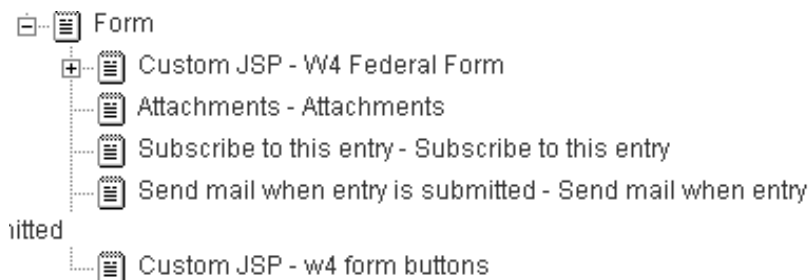 Form
Custom JSP - W4 Federal Form
Attachments - Attachments
Subscribe to this entry - Subscribe to this entry
Send mail when entry is submitted - Send mail when entry
itted
Custom JSP - w4 form buttons